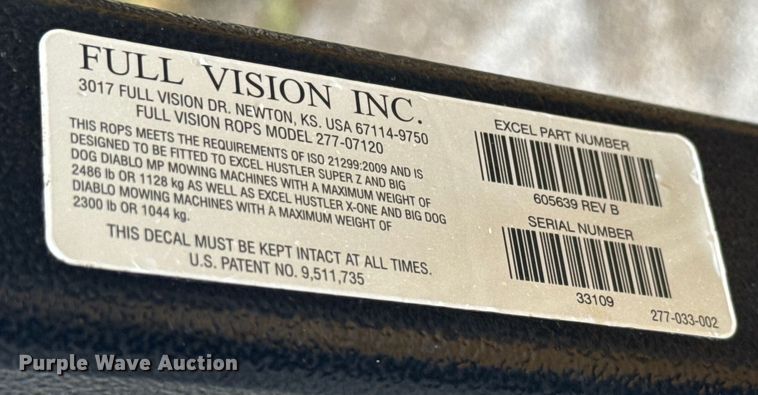 FULL VISION INC.
3017 FULL VISION DR. NEWTON, KS. USA 67114-9750
FULL VISION ROPS MODEL 277-07120
THIS ROPS MEETS THE REQUIREMENTS OF ISO 21299:2009 AND IS
DESIGNED TO BE FITTED TO EXCEL HUSTLER SUPER Z AND BIG
DOG DIABLO MP MOWING MACHINES WITH A MAXIMUM WEIGHT OF
2486 lb OR 1128 kg AS WELL AS EXCEL HUSTLER X-ONE AND BIG DOG
DIABLO MOWING MACHINES WITH A MAXIMUM WEIGHT OF
2300 lb OR 1044 kg.
THIS DECAL MUST BE KEPT INTACT AT ALL TIMES.
U.S. PATENT NO. 9,511,735
EXCEL PART NUMBER
605639 REV B
SERIAL NUMBER
33109
277-033-002
Purple Wave Auction